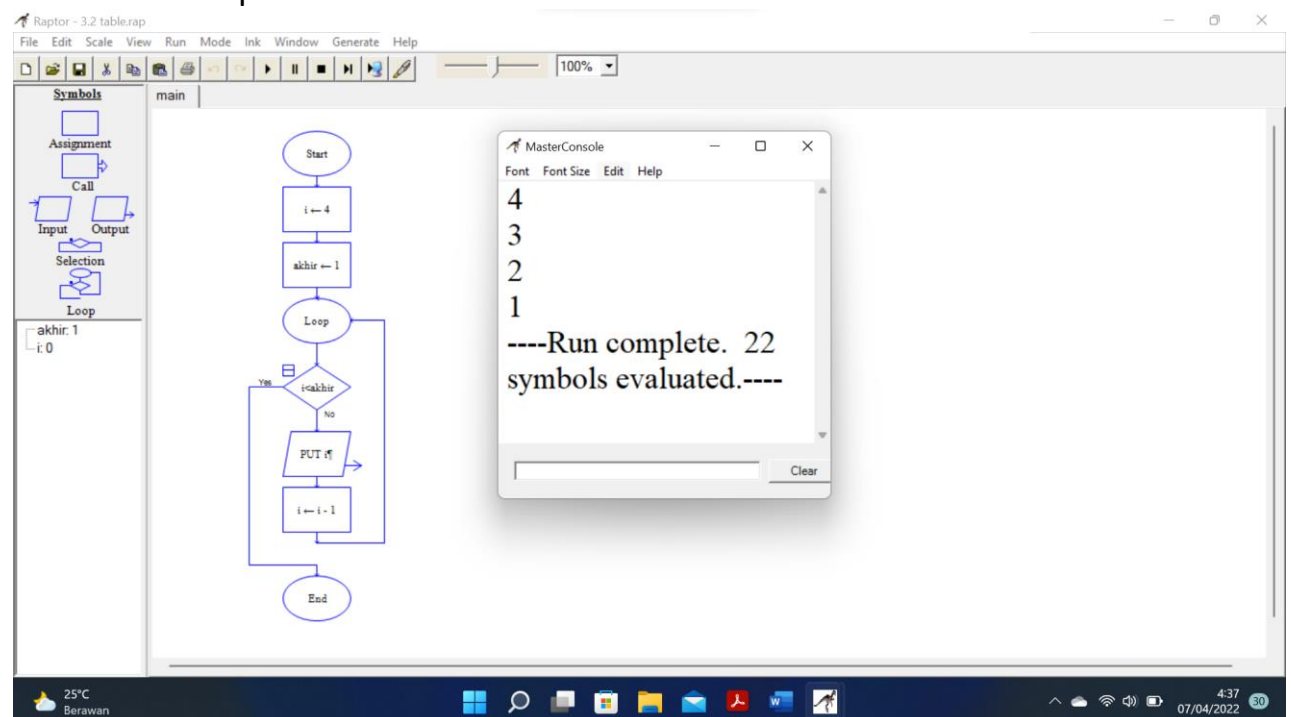 Raptor - 3.2 table.rap
File Edit Scale View Run Mode Ink Window Generate Help
100%
Symbols
main
Assignment
Call
Input Output
Selection
Loop
akhir: 1
i: 0
Start
i ← 4
akhir ← 1
Loop
Yes
i<akhir
No
PUT i¶
i ← i - 1
End
MasterConsole
Font Font Size Edit Help
4
3
2
1
----Run complete. 22
symbols evaluated.----
Clear
25°C
Berawan
4:37
07/04/2022
30